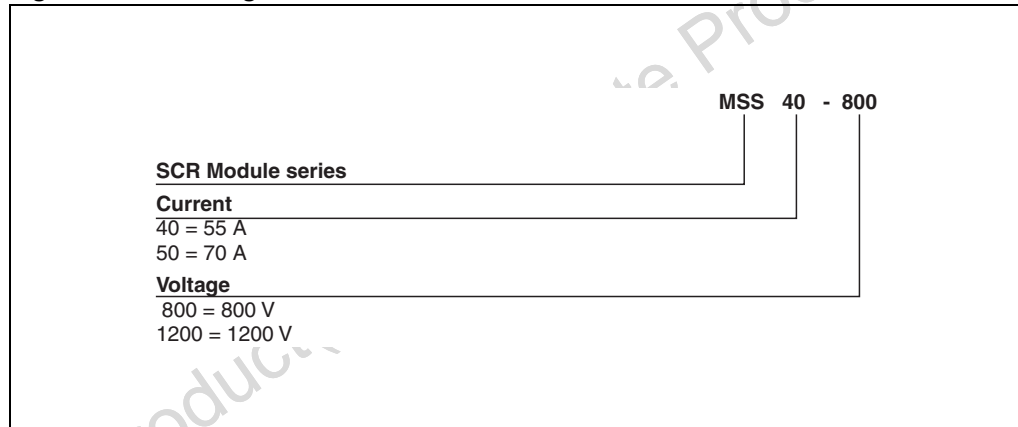 MSS 40 - 800
SCR Module series
Current
40 = 55 A
50 = 70 A
Voltage
800 = 800 V
1200 = 1200 V